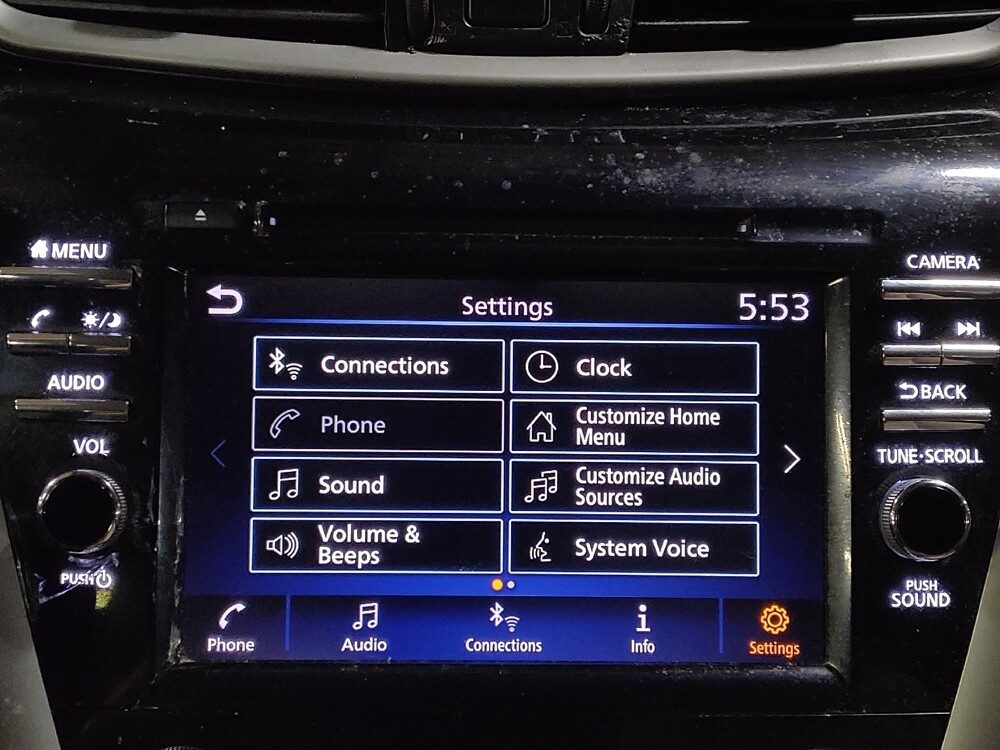 MENU
AUDIO
VOL
PUSH
Settings
5:53
Connections
Clock
Phone
Customize Home
Menu
Sound
Customize Audio
Sources
Volume &
Beeps
System Voice
Phone
Audio
Connections
Info
Settings
CAMERA
BACK
TUNE·SCROLL
PUSH
SOUND